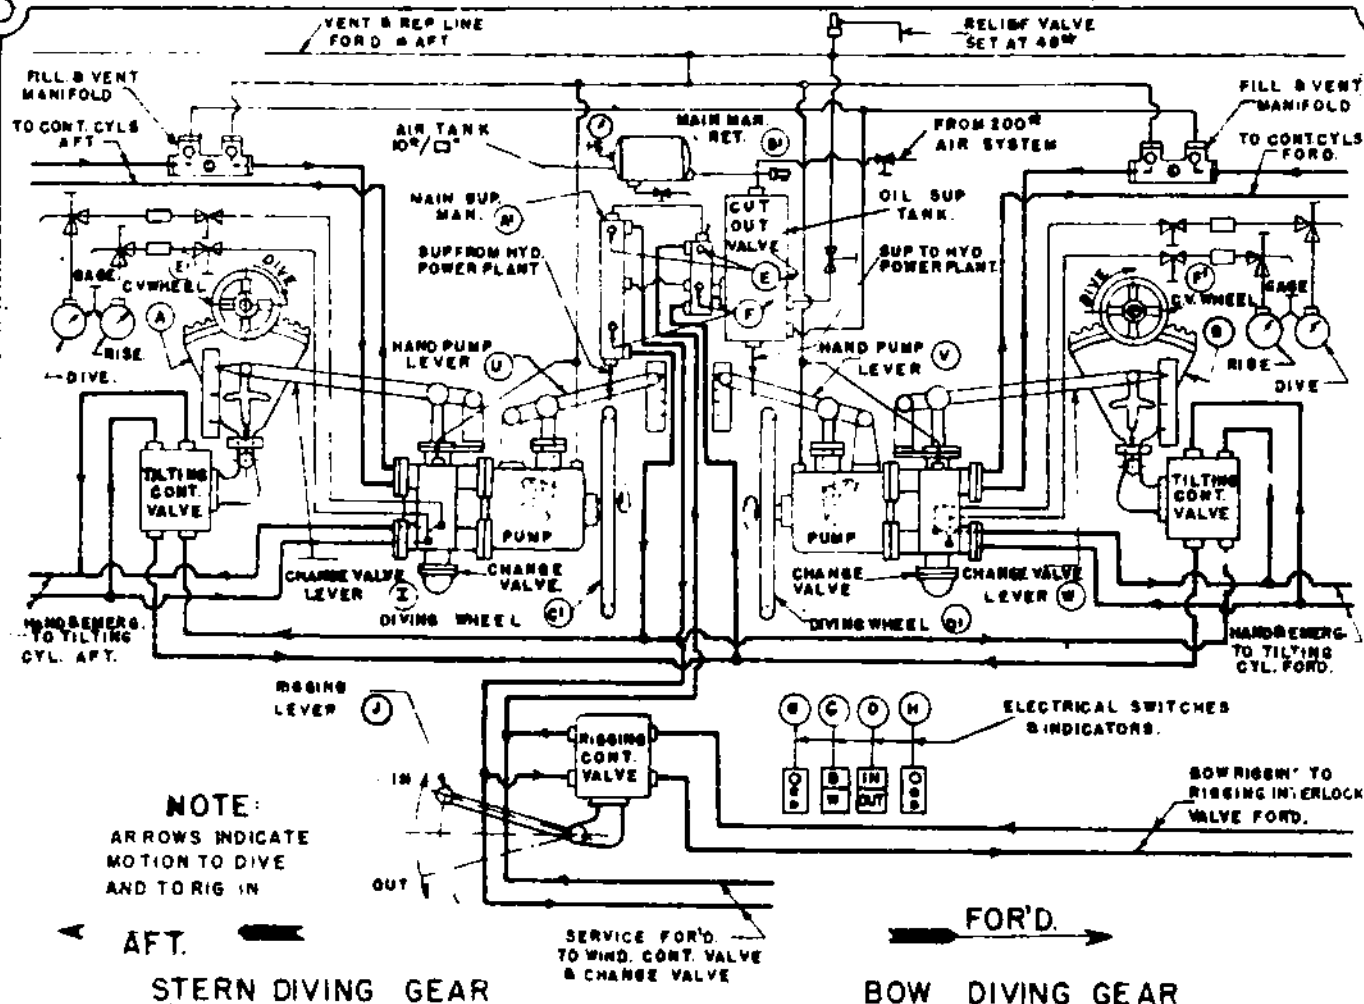 VENT & REP LINE
FOR'D & AFT
RELIEF VALVE
SET AT 40#
FILL & VENT
MANIFOLD
FILL & VENT
MANIFOLD
TO CONT. CYLS
AFT
AIR TANK
10#/□"
MAIN MAN.
RET.
B'
FROM 200#
AIR SYSTEM
TO CONT. CYLS
FORD.
MAIN SUP.
MAN.
A'
CUT
OUT
VALVE
OIL SUP
TANK.
SUP FROM HYD.
POWER PLANT
SUP TO HYD
POWER PLANT
E
F
GAGE
E'
C.V. WHEEL
DIVE
A
RISE
DIVE.
DIVE
F'
C.V. WHEEL
GAGE
B
RISE
DIVE
HAND PUMP
LEVER
U
HAND PUMP
LEVER
V
TILTING
CONT.
VALVE
PUMP
PUMP
TILTING
CONT.
VALVE
CHANGE VALVE
LEVER
I
CHANGE
VALVE.
CHANGE
VALVE
CHANGE VALVE
LEVER W
DIVING WHEEL
C'
DIVING WHEEL
D'
HAND & EMERG.
TO TILTING
CYL. AFT.
HAND & EMERG
TO TILTING
CYL. FORD.
RIGGING
LEVER
J
RIGGING
CONT.
VALVE
G C D H
ELECTRICAL SWITCHES
& INDICATORS.
B
W
IN
OUT
BOW RIGGIN' TO
RIGGING INTERLOCK
VALVE FORD.
IN
OUT
NOTE:
ARROWS INDICATE
MOTION TO DIVE
AND TO RIG IN
AFT.
FOR'D.
SERVICE FOR'D.
TO WIND. CONT. VALVE
& CHANGE VALVE
STERN DIVING GEAR
BOW DIVING GEAR